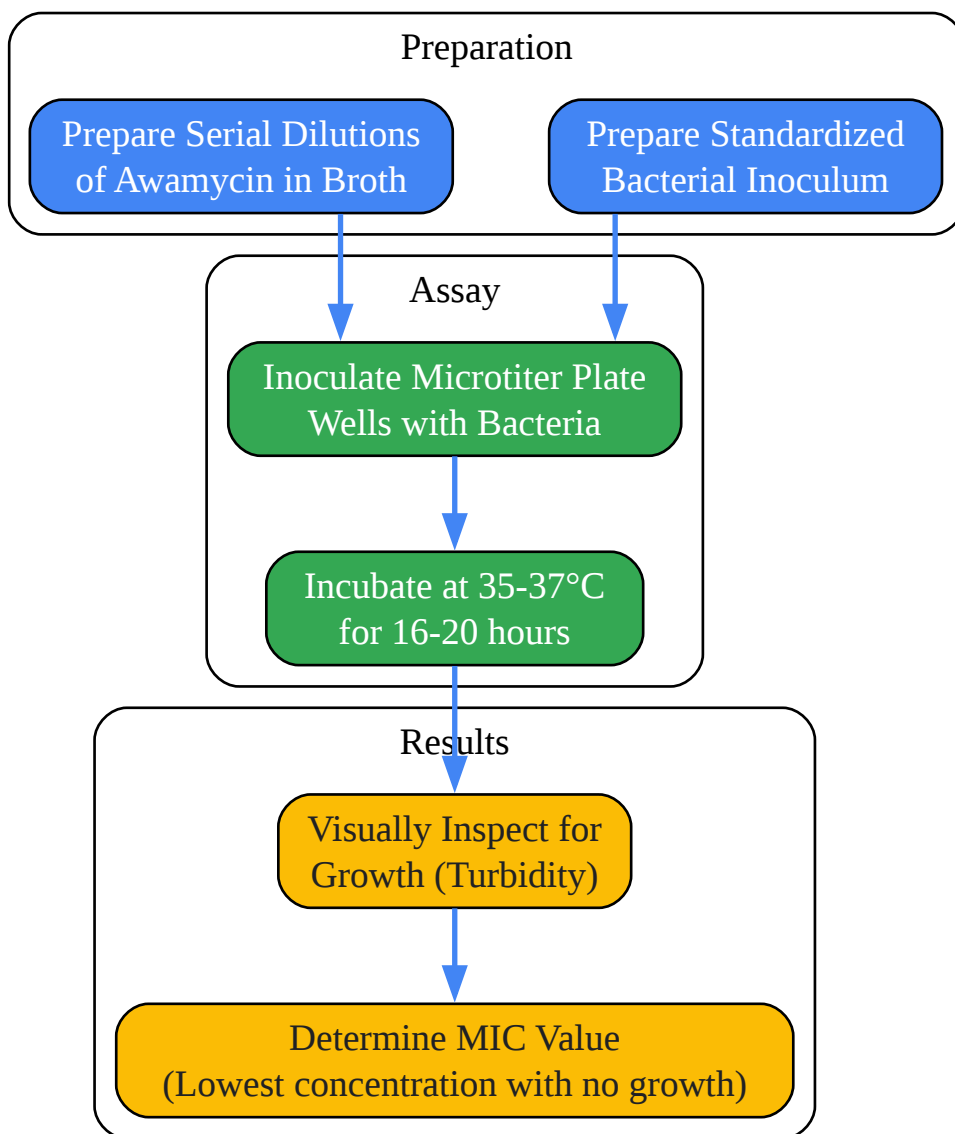 Preparation
Prepare Serial Dilutions
of Awamycin in Broth
Prepare Standardized
Bacterial Inoculum
Assay
Inoculate Microtiter Plate
Wells with Bacteria
Incubate at 35-37°C
for 16-20 hours
Results
Visually Inspect for
Growth (Turbidity)
Determine MIC Value
(Lowest concentration with no growth)